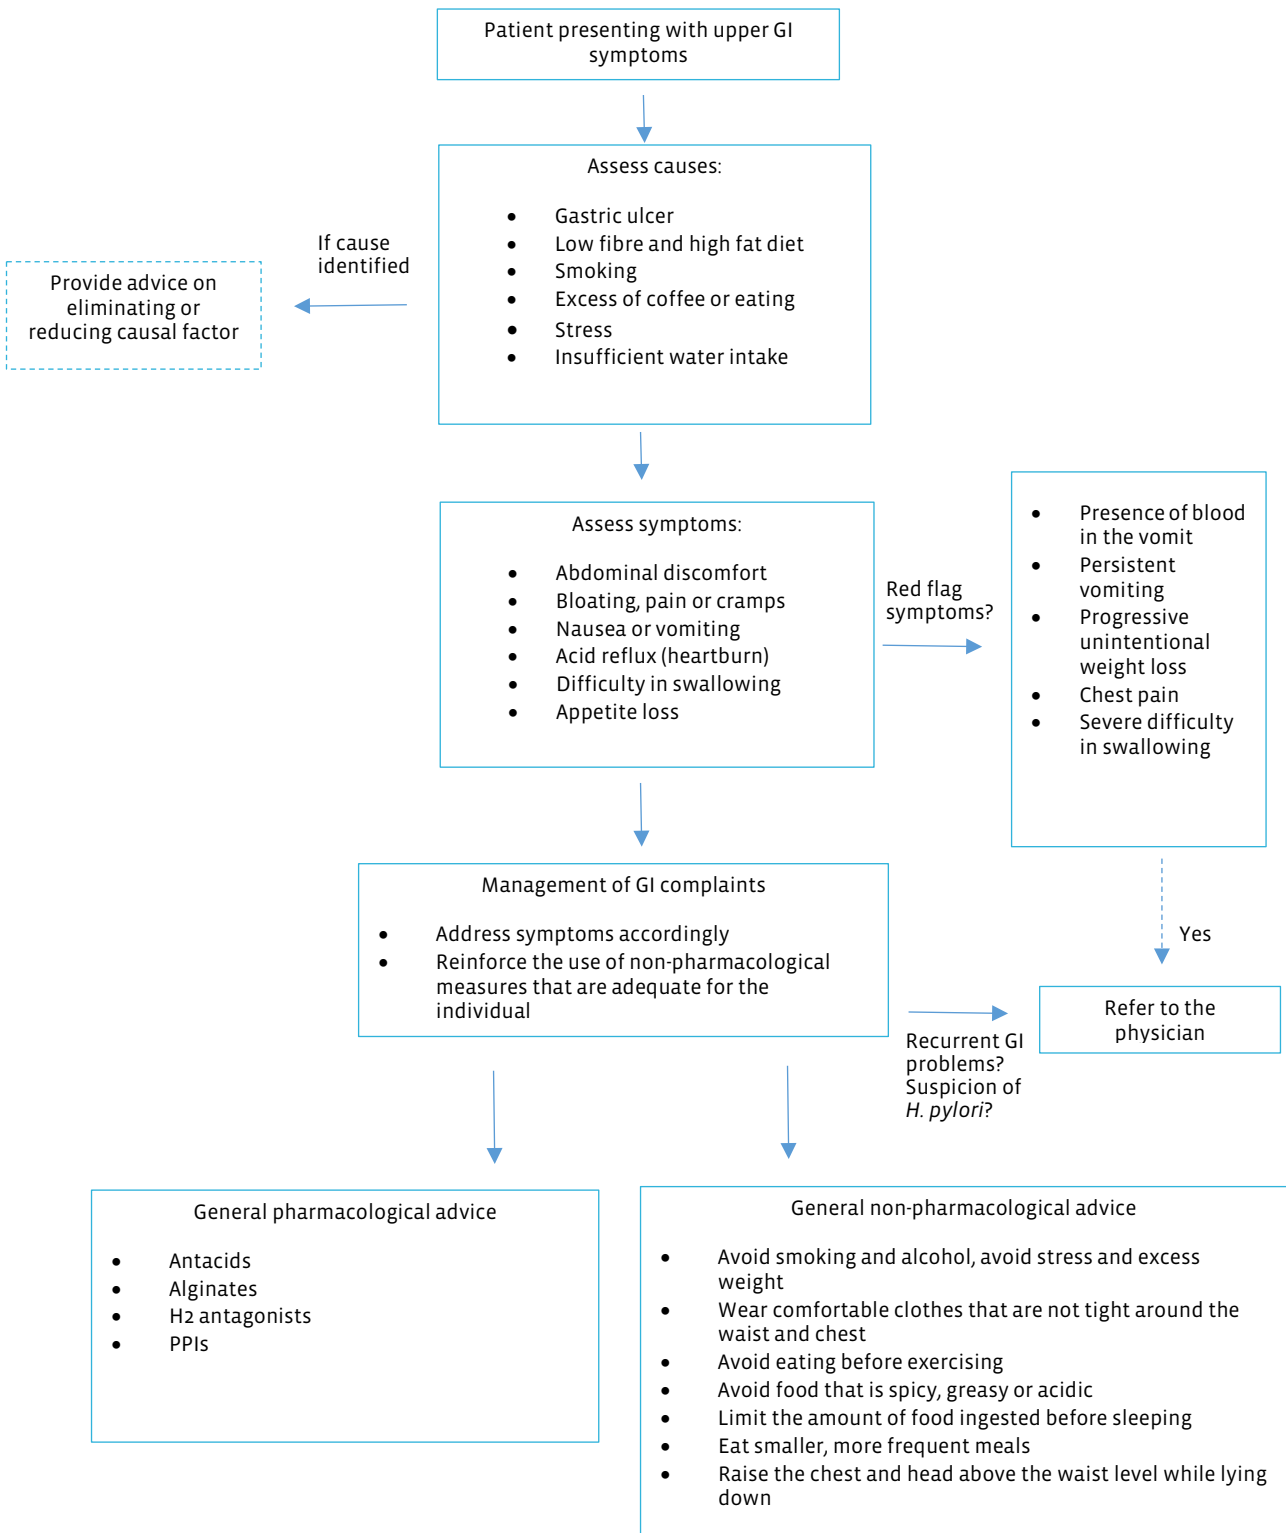 Patient presenting with upper GI
symptoms
Assess causes:
• Gastric ulcer
• Low fibre and high fat diet
• Smoking
• Excess of coffee or eating
• Stress
• Insufficient water intake
If cause
identified
Provide advice on
eliminating or
reducing causal factor
Assess symptoms:
• Abdominal discomfort
• Bloating, pain or cramps
• Nausea or vomiting
• Acid reflux (heartburn)
• Difficulty in swallowing
• Appetite loss
Red flag
symptoms?
• Presence of blood
in the vomit
• Persistent
vomiting
• Progressive
unintentional
weight loss
• Chest pain
• Severe difficulty
in swallowing
Yes
Refer to the
physician
Management of GI complaints
• Address symptoms accordingly
• Reinforce the use of non-pharmacological
measures that are adequate for the
individual
Recurrent GI
problems?
Suspicion of
H. pylori?
General pharmacological advice
• Antacids
• Alginates
• H2 antagonists
• PPIs
General non-pharmacological advice
• Avoid smoking and alcohol, avoid stress and excess
weight
• Wear comfortable clothes that are not tight around the
waist and chest
• Avoid eating before exercising
• Avoid food that is spicy, greasy or acidic
• Limit the amount of food ingested before sleeping
• Eat smaller, more frequent meals
• Raise the chest and head above the waist level while lying
down